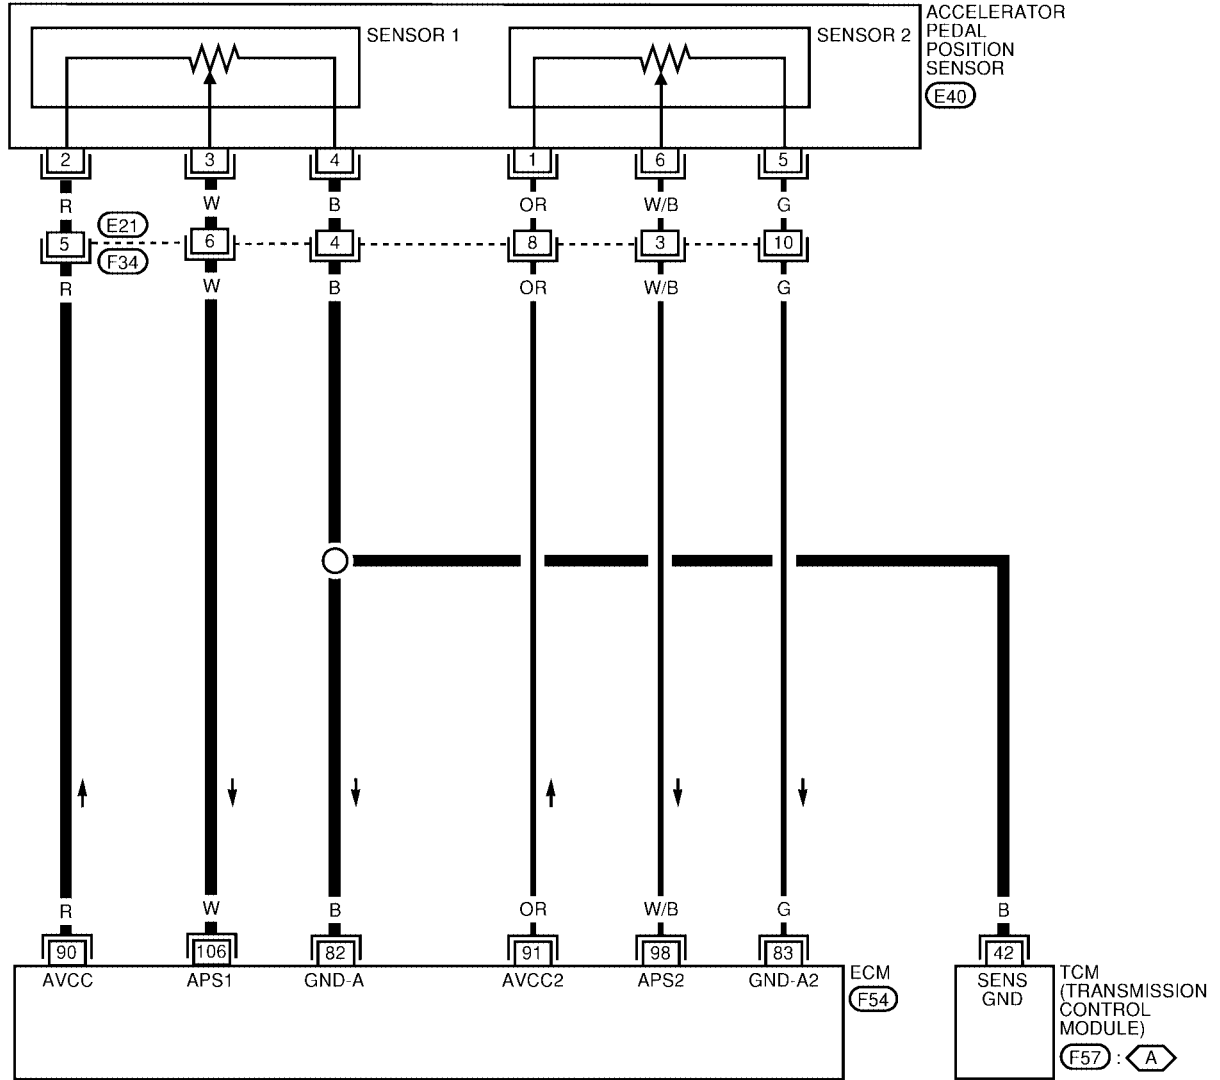 SENSOR 1
SENSOR 2
ACCELERATOR
PEDAL
POSITION
SENSOR
E40
2 3 4 1 6 5
R W B OR W/B G
E21
5 6 4 8 3 10
F34
R W B OR W/B G
R W B OR W/B G B
90 106 82 91 98 83 42
AVCC APS1 GND-A AVCC2 APS2 GND-A2
ECM
F54
SENS
GND
TCM
(TRANSMISSION
CONTROL
MODULE)
F57 : A